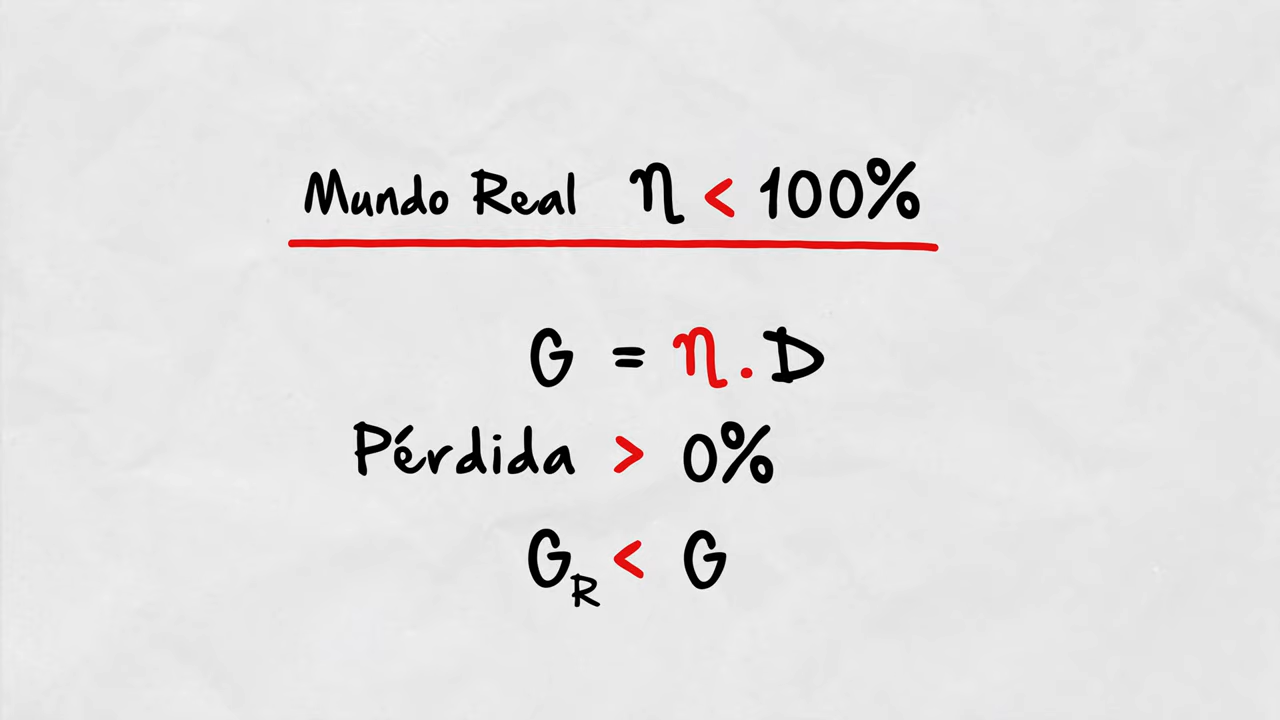 Mundo Real η < 100%
G = η . D
Pérdida > 0%
G_R < G